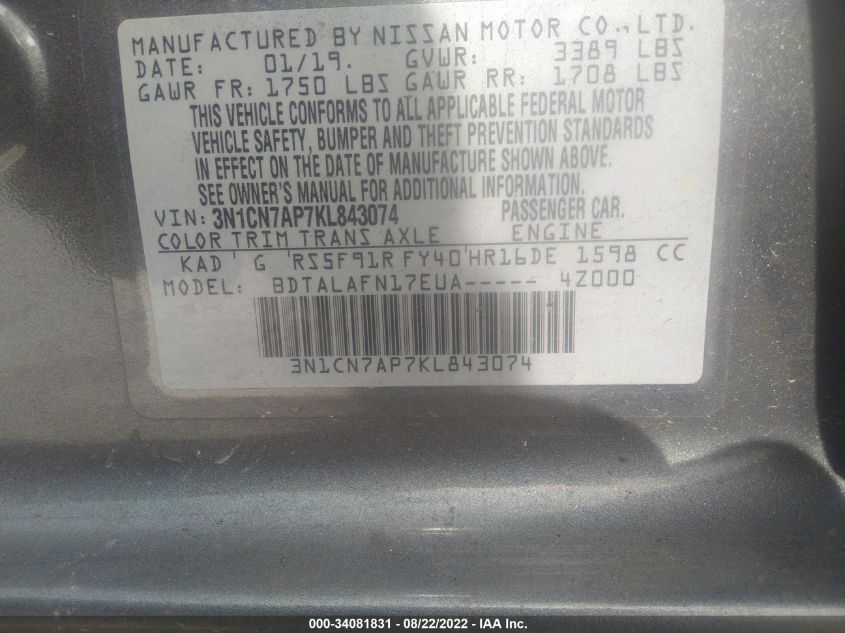 MANUFACTURED BY NISSAN MOTOR CO., LTD.
DATE: 01/19. GVWR: 3389 LBS
GAWR FR: 1750 LBS GAWR RR: 1708 LBS
THIS VEHICLE CONFORMS TO ALL APPLICABLE FEDERAL MOTOR
VEHICLE SAFETY, BUMPER AND THEFT PREVENTION STANDARDS
IN EFFECT ON THE DATE OF MANUFACTURE SHOWN ABOVE.
SEE OWNER'S MANUAL FOR ADDITIONAL INFORMATION.
VIN: 3N1CN7AP7KL843074 PASSENGER CAR.
COLOR TRIM TRANS AXLE ENGINE
KAD G RS5F91R FY40 HR16DE 1598 CC
MODEL: BDTALAFN17EUA----- 4Z000
3N1CN7AP7KL843074
000-34081831 - 08/22/2022 - IAA Inc.